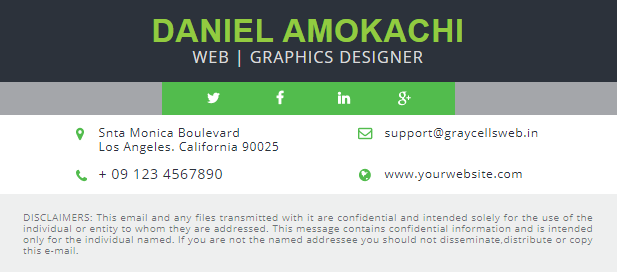 DANIEL AMOKACHI
WEB | GRAPHICS DESIGNER
Snta Monica Boulevard
Los Angeles. California 90025
support@graycellsweb.in
+ 09 123 4567890
www.yourwebsite.com
DISCLAIMERS: This email and any files transmitted with it are confidential and intended solely for the use of the
individual or entity to whom they are addressed. This message contains confidential information and is intended
only for the individual named. If you are not the named addressee you should not disseminate,distribute or copy
this e-mail.